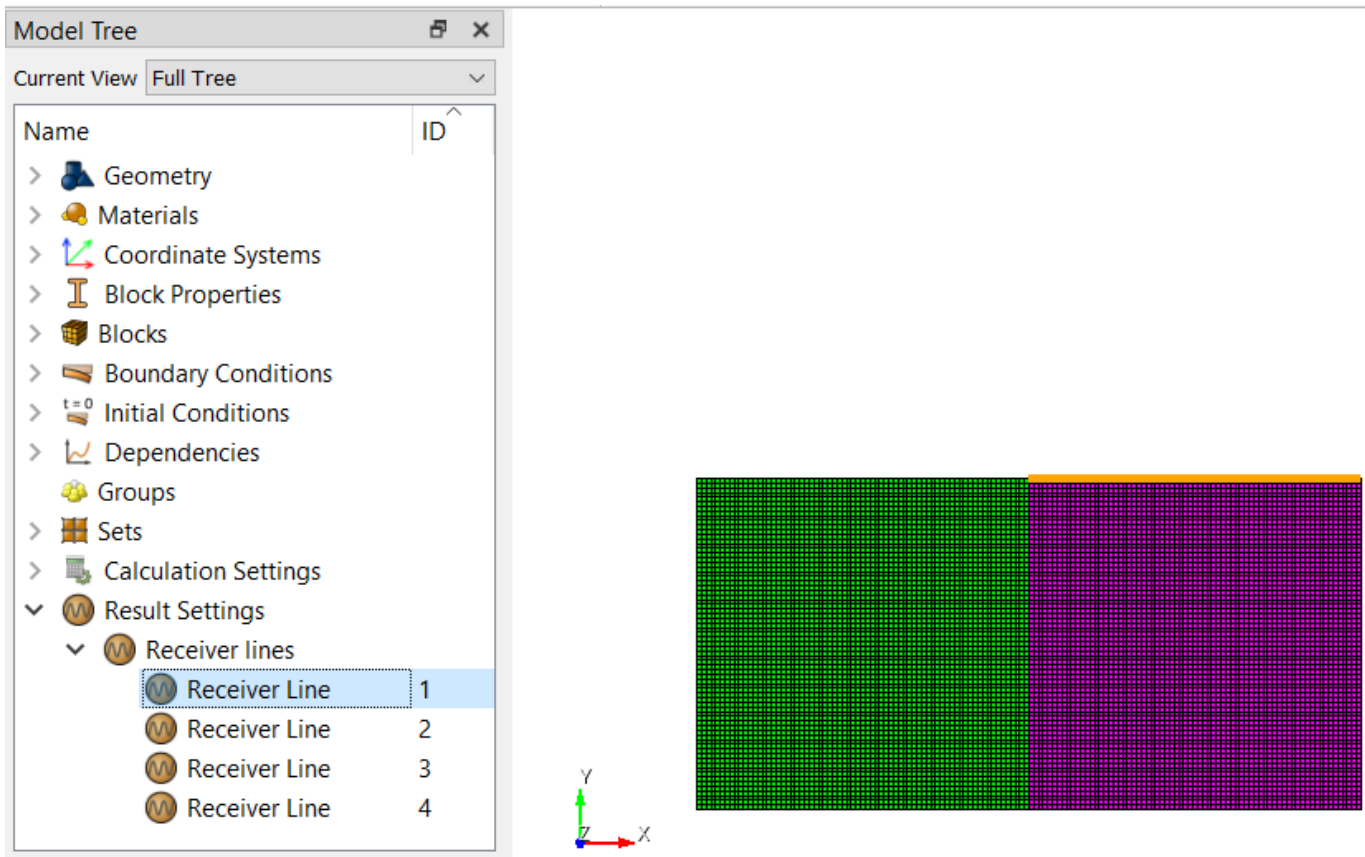 Model Tree
Current View Full Tree
Name ID
Geometry
Materials
Coordinate Systems
Block Properties
Blocks
Boundary Conditions
t = 0 Initial Conditions
Dependencies
Groups
Sets
Calculation Settings
Result Settings
Receiver lines
Receiver Line 1
Receiver Line 2
Receiver Line 3
Receiver Line 4
Y
Z X